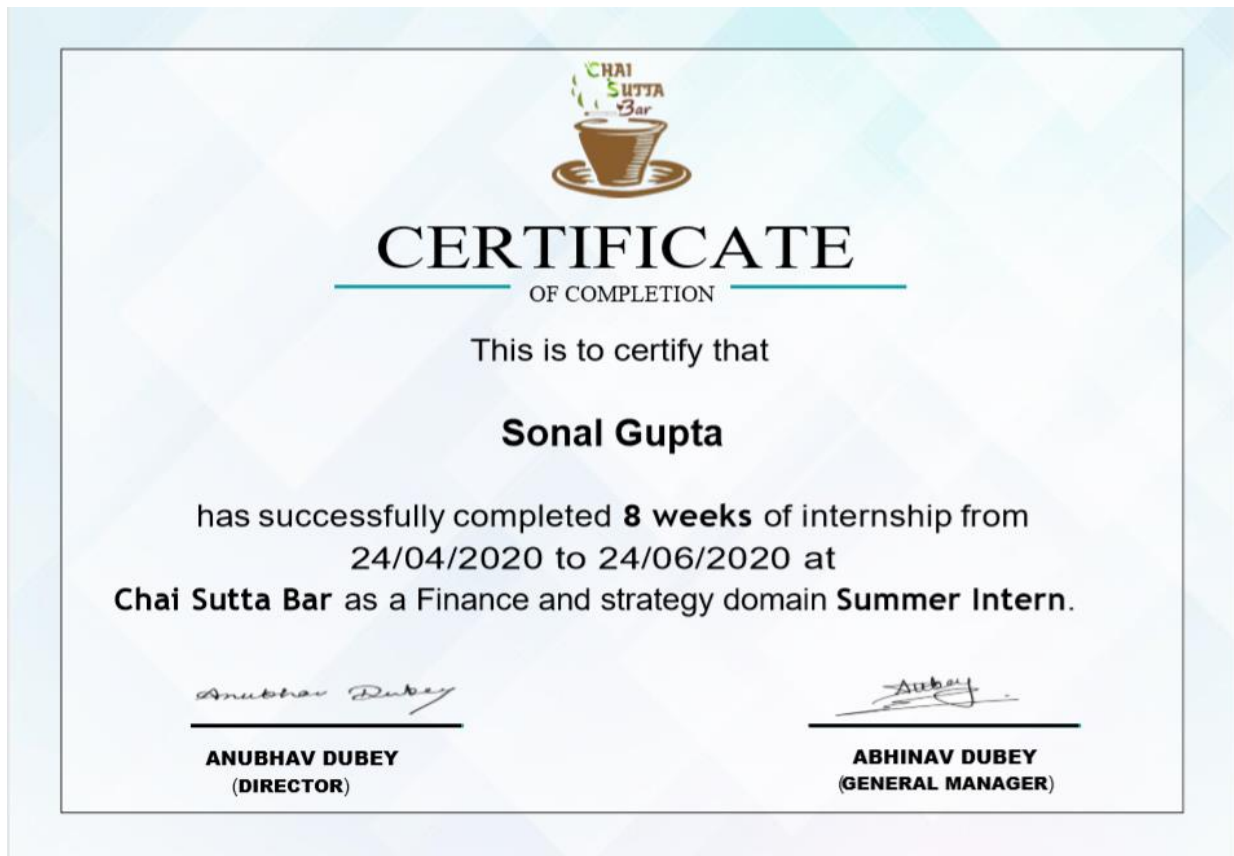 CHAI
SUTTA
Bar
CERTIFICATE
OF COMPLETION
This is to certify that
Sonal Gupta
has successfully completed 8 weeks of internship from
24/04/2020 to 24/06/2020 at
Chai Sutta Bar as a Finance and strategy domain Summer Intern.
Anubhav Dubey
ADubey
ANUBHAV DUBEY
(DIRECTOR)
ABHINAV DUBEY
(GENERAL MANAGER)